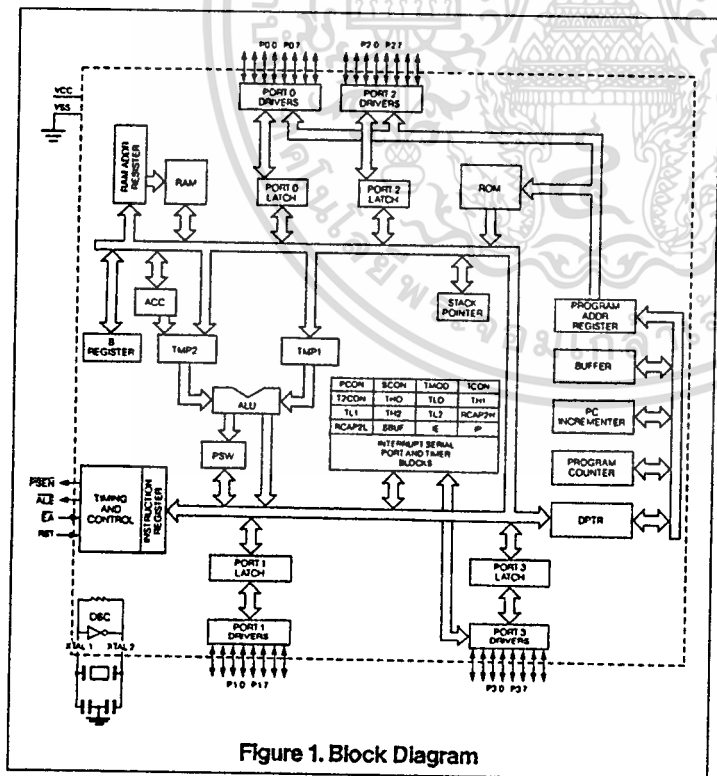 P0 0 P0 7
P2 0 P2 7
VCC
VSS
PORT 0
DRIVERS
PORT 2
DRIVERS
RAM ADDR
REGISTER
RAM
PORT 0
LATCH
PORT 2
LATCH
ROM
B
REGISTER
ACC
TMP2
TMP1
STACK
POINTER
ALU
PSW
PCON SCON TMOD TCON
T2CON TH0 TL0 TH1
TL1 TH2 TL2 RCAP2H
RCAP2L SBUF IE IP
INTERRUPT SERIAL
PORT AND TIMER
BLOCKS
PROGRAM
ADDR
REGISTER
BUFFER
PC
INCREMENTER
PROGRAM
COUNTER
DPTR
PSEN
ALE
EA
RST
TIMING
AND
CONTROL
INSTRUCTION
REGISTER
PORT 1
LATCH
PORT 3
LATCH
OSC
XTAL 1 XTAL 2
PORT 1
DRIVERS
PORT 3
DRIVERS
P1 0 P1 7
P3 0 P3 7
Figure 1. Block Diagram